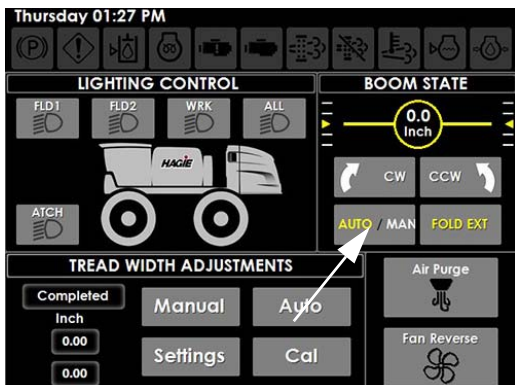 Thursday 01:27 PM
LIGHTING CONTROL
FLD1 FLD2 WRK ALL
HAGIE
ATCH
BOOM STATE
0.0
Inch
CW CCW
AUTO / MAN FOLD EXT
TREAD WIDTH ADJUSTMENTS
Completed
Inch
0.00
0.00
Manual Auto
Settings Cal
Air Purge
Fan Reverse